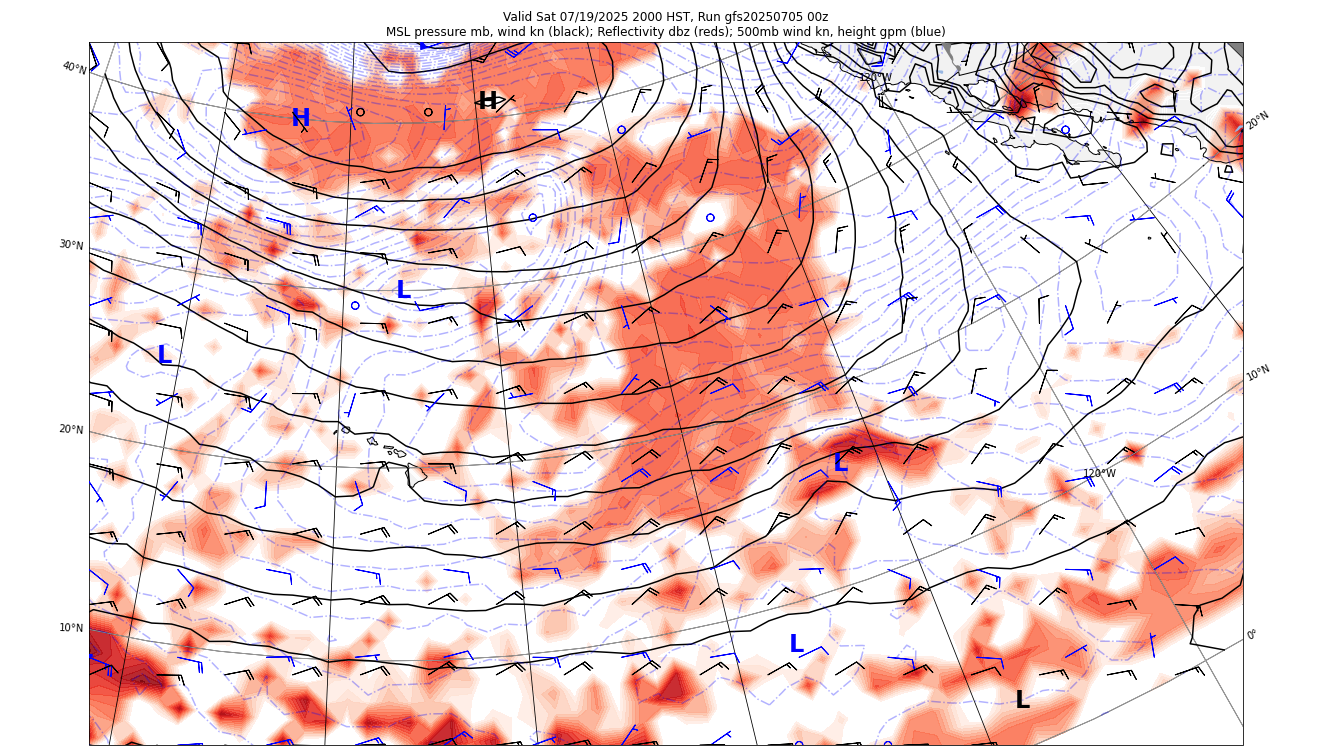 Valid Sat 07/19/2025 2000 HST, Run gfs20250705 00z
MSL pressure mb, wind kn (black); Reflectivity dbz (reds); 500mb wind kn, height gpm (blue)
40°N
120°W
20°N
H
H
30°N
L
L
10°N
20°N
L
120°W
10°N
0°
L
L